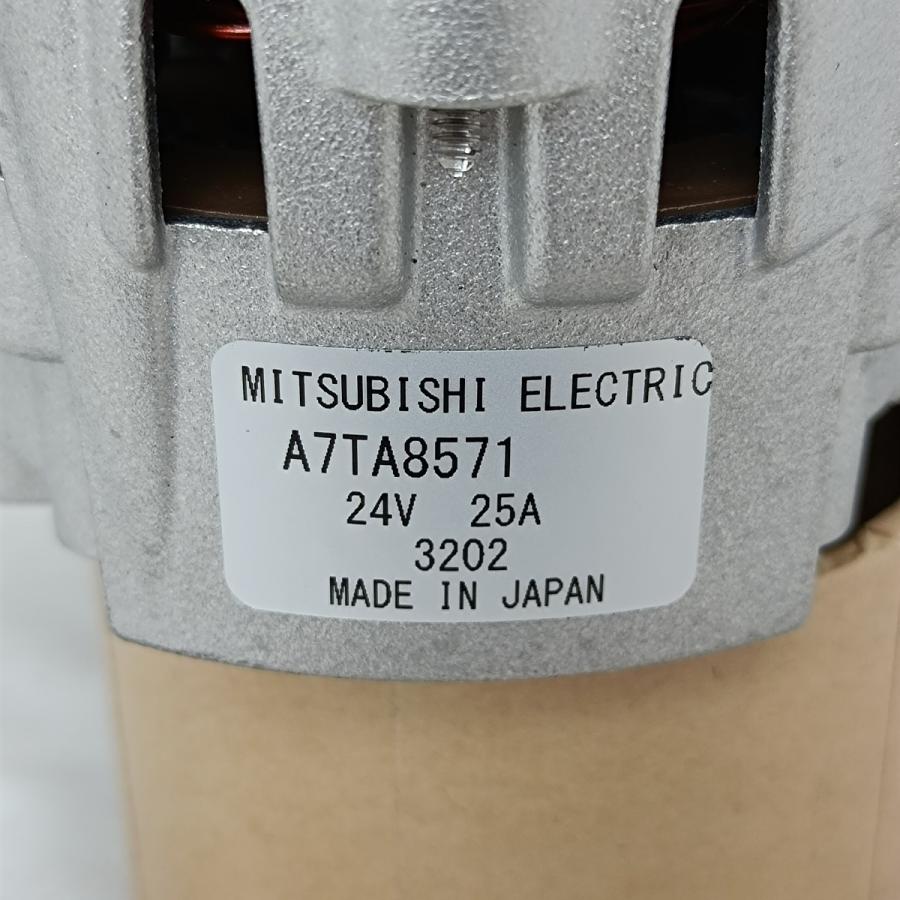 MITSUBISHI ELECTRIC
A7TA8571
24V 25A
3202
MADE IN JAPAN